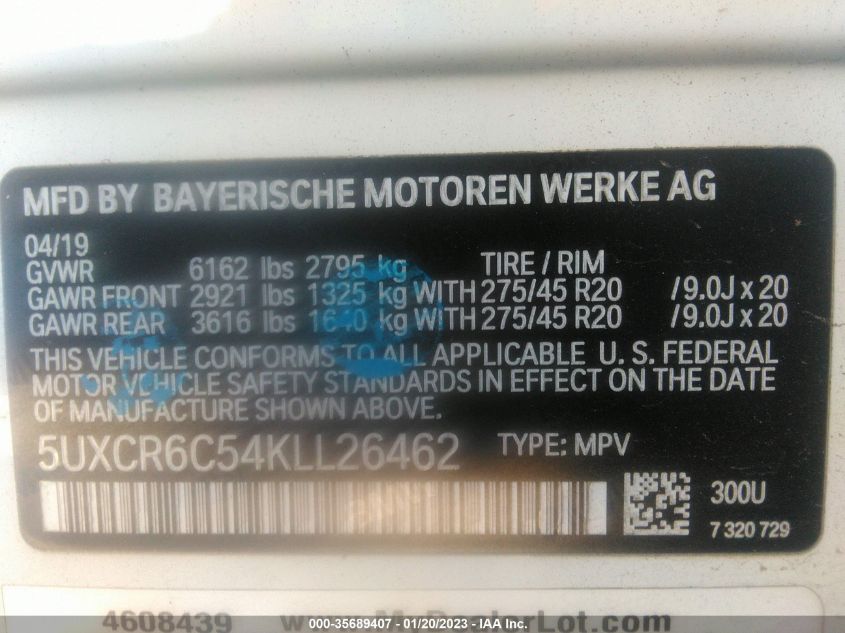 MFD BY BAYERISCHE MOTOREN WERKE AG
04/19
GVWR 6162 lbs 2795 kg TIRE / RIM
GAWR FRONT 2921 lbs 1325 kg WITH 275/45 R20 /9.0J x 20
GAWR REAR 3616 lbs 1640 kg WITH 275/45 R20 /9.0J x 20
THIS VEHICLE CONFORMS TO ALL APPLICABLE U. S. FEDERAL
MOTOR VEHICLE SAFETY STANDARDS IN EFFECT ON THE DATE
OF MANUFACTURE SHOWN ABOVE.
5UXCR6C54KLL26462 TYPE: MPV
300U
7 320 729
4608439
000-35689407 - 01/20/2023 - IAA Inc.